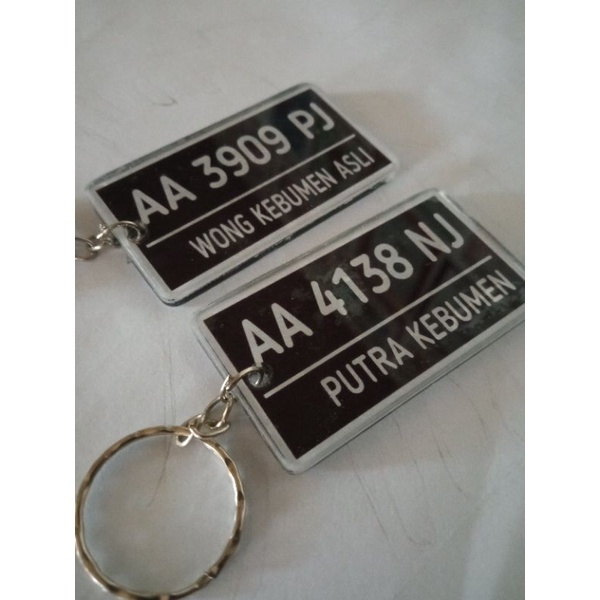 AA 3909 PJ
WONG KEBUMEN ASLI
AA 4138 NJ
PUTRA KEBUMEN